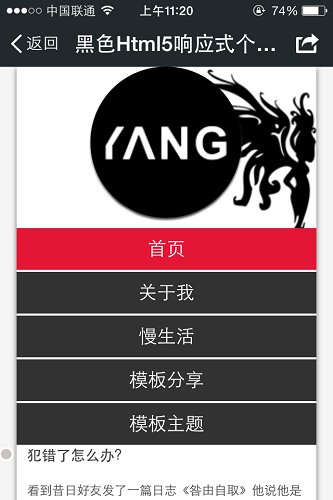 中国联通 上午11:20 74%
返回 黑色Html5响应式个...
YANG
首页
关于我
慢生活
模板分享
模板主题
犯错了怎么办?
看到昔日好友发了一篇日志《咎由自取》他说他是